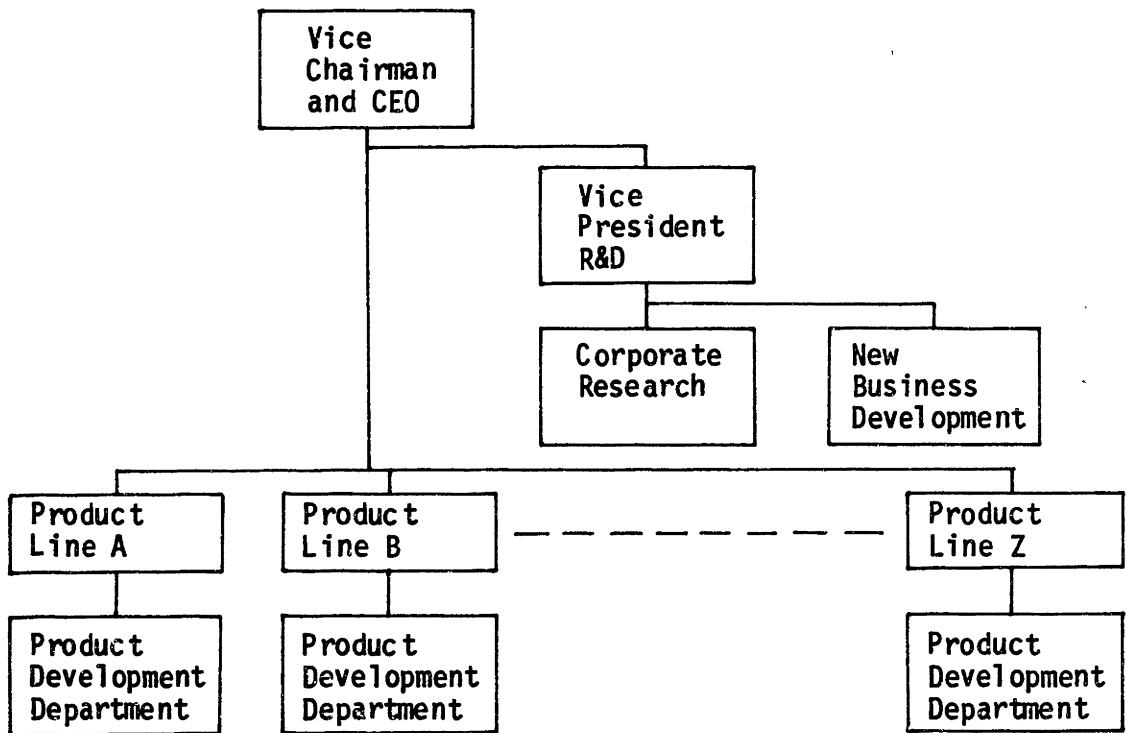 Vice
Chairman
and CEO
Vice
President
R&D
Corporate
Research
New
Business
Development
Product
Line A
Product
Line B
Product
Line Z
Product
Development
Department
Product
Development
Department
Product
Development
Department